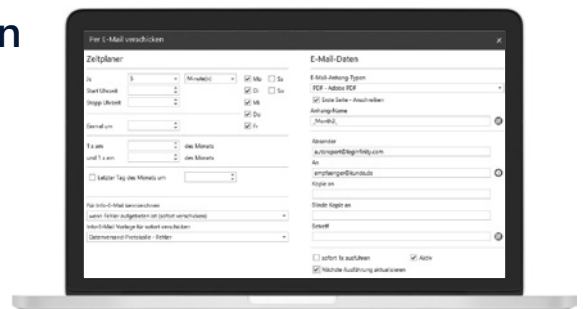 n
Per E-Mail verschicken
Zeitplaner
Je 5 Minute(n) Mo Sa
Start Uhrzeit Di So
Stopp Uhrzeit Mi
Do
Einmal um Fr
1 x am des Monats
und 1 x am des Monats
Letzter Tag des Monats um
Für Info-E-Mail kennzeichnen
wenn Fehler aufgetreten ist (sofort verschicken)
Info-E-Mail Vorlage für sofort verschicken
Datenversand Protokolle - Fehler
E-Mail-Daten
E-Mail-Anhang-Typen
PDF - Adobe PDF
Erste Seite - Anschreiben
Anhang-Name
_Month2_
Absender
autoreport@loginfinity.com
An
empfaenger@kunde.de
Kopie an
Blinde Kopie an
Betreff
sofort 1x ausführen Aktiv
Nächste Ausführung aktualisieren